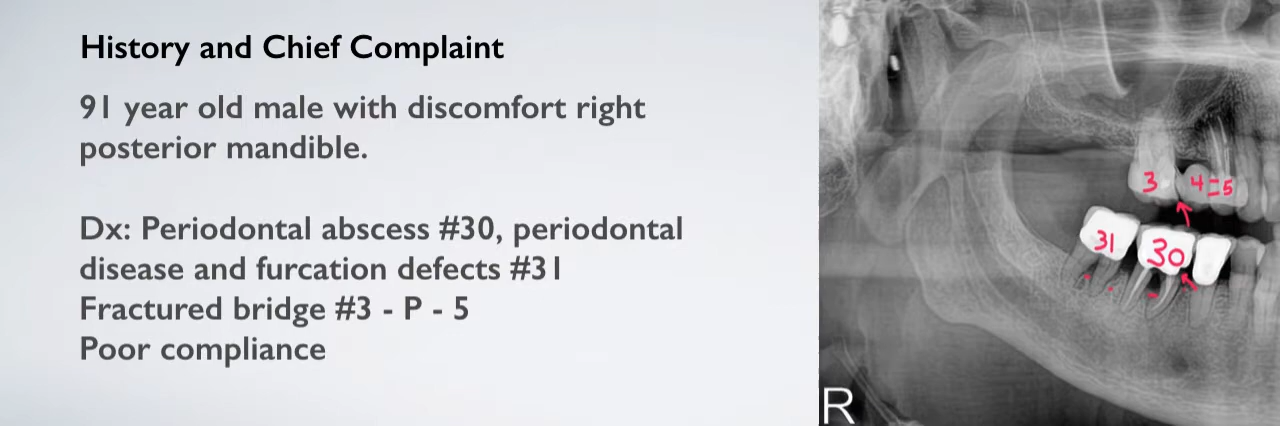 History and Chief Complaint
91 year old male with discomfort right
posterior mandible.
Dx: Periodontal abscess #30, periodontal
disease and furcation defects #31
Fractured bridge #3 - P - 5
Poor compliance
3 4=5
31 30
R